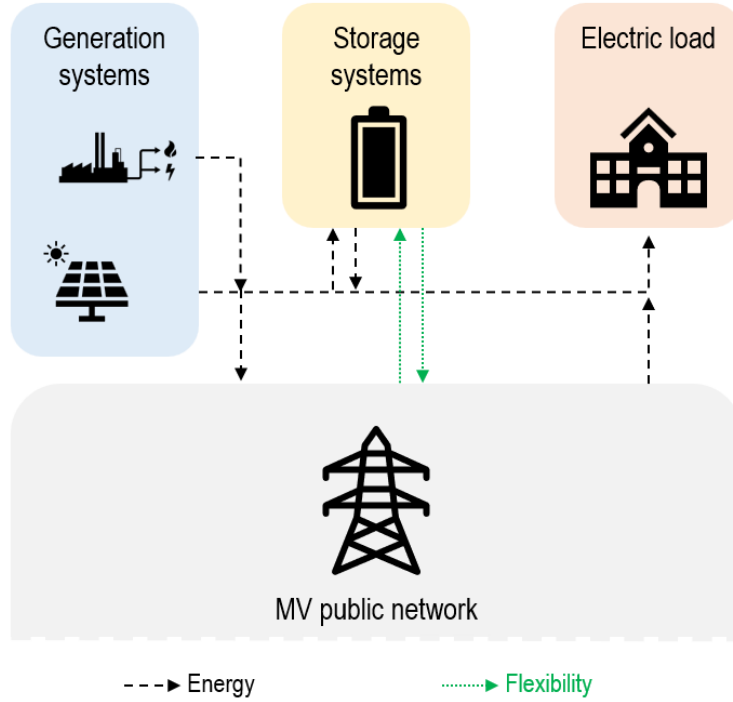 Generation
systems
Storage
systems
Electric load
MV public network
Energy
Flexibility